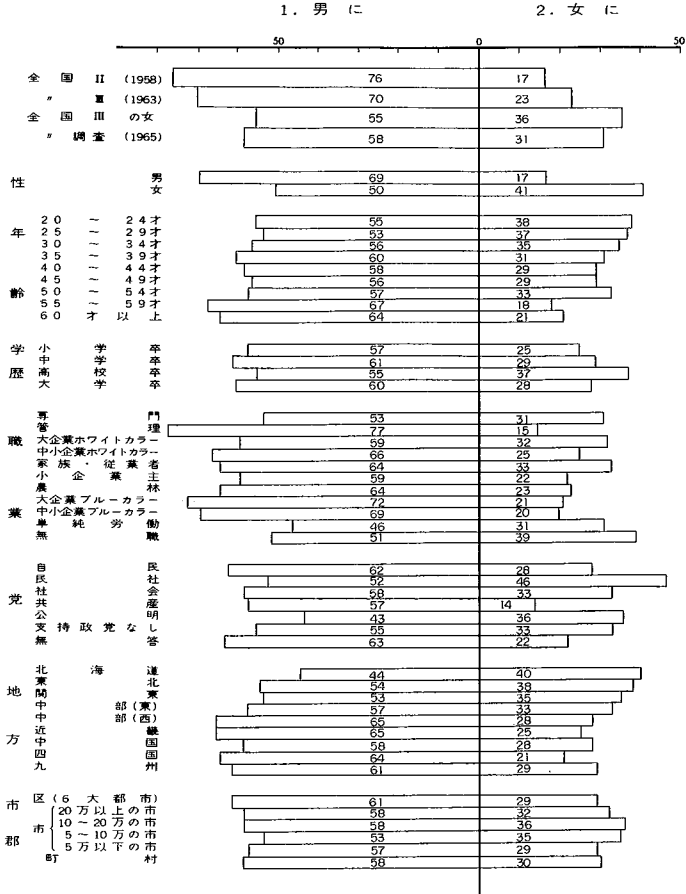 1. 男 に 2. 女 に
50 0 50
全 国 II (1958) 76 17
〃 III (1963) 70 23
全 国 III の 女 55 36
〃 調 査 (1965) 58 31
性 男 69 17
女 50 41
年 齢 20 ~ 24才 55 38
25 ~ 29才 53 37
30 ~ 34才 56 35
35 ~ 39才 60 31
40 ~ 44才 58 29
45 ~ 49才 56 29
50 ~ 54才 57 33
55 ~ 59才 67 18
60 才 以 上 64 21
学 歴 小 学 卒 57 25
中 学 卒 61 29
高 校 卒 55 37
大 学 卒 60 28
職 業 専 門 53 31
管 理 77 15
大企業ホワイトカラー 59 32
中小企業ホワイトカラー 66 25
家 族 ・ 従 業 者 64 33
小 企 業 主 59 22
農 林 64 23
大企業ブルーカラー 72 21
中小企業ブルーカラー 69 20
単 純 労 働 46 31
無 職 51 39
党 自 民 62 28
民 社 52 46
社 会 58 33
共 産 57 14
公 明 43 36
支 持 政 党 な し 55 33
無 答 63 22
地 方 北 海 道 44 40
東 北 54 38
関 東 53 35
中 部 (東) 57 33
中 部 (西) 65 28
近 畿 65 25
中 国 58 28
四 国 64 21
九 州 61 29
市 郡 区 (6 大 都 市) 61 29
市 20 万 以 上 の 市 58 32
10 ~ 20 万 の 市 58 36
5 ~ 10 万 の 市 53 35
5 万 以 下 の 市 57 29
町 村 58 30